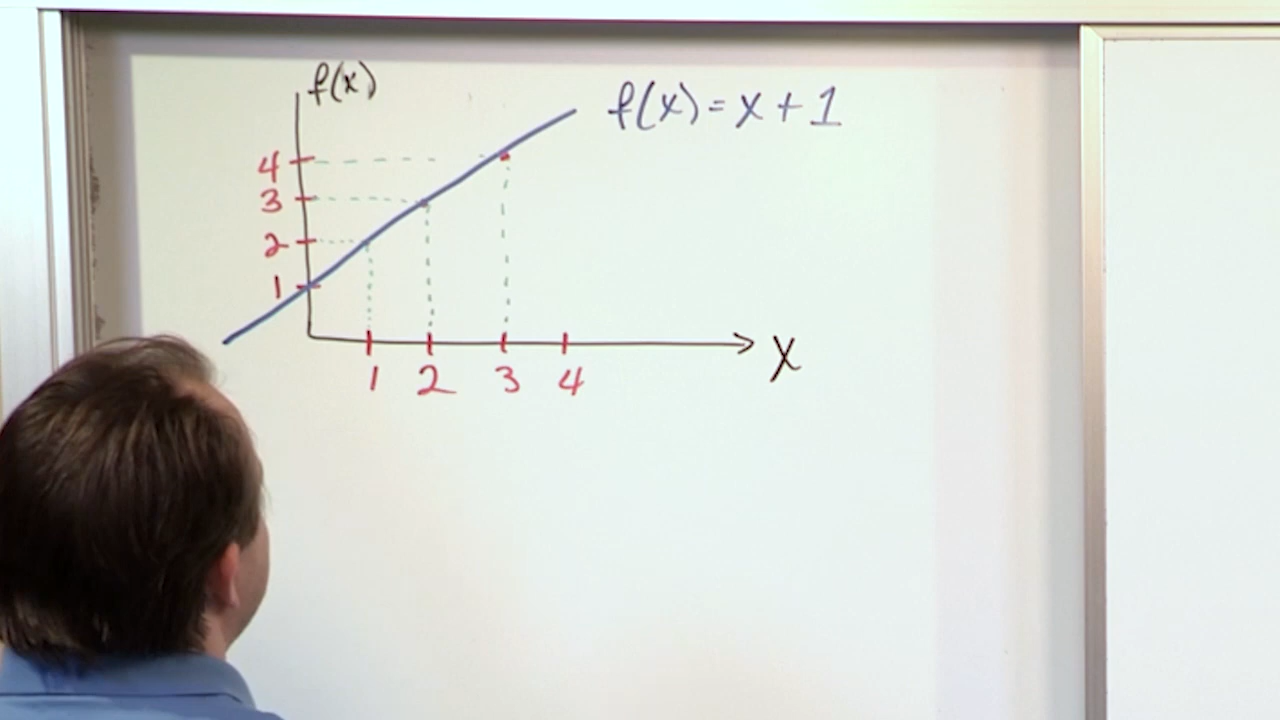 f(x)
f(x) = x + 1
4
3
2
1
x
1 2 3 4